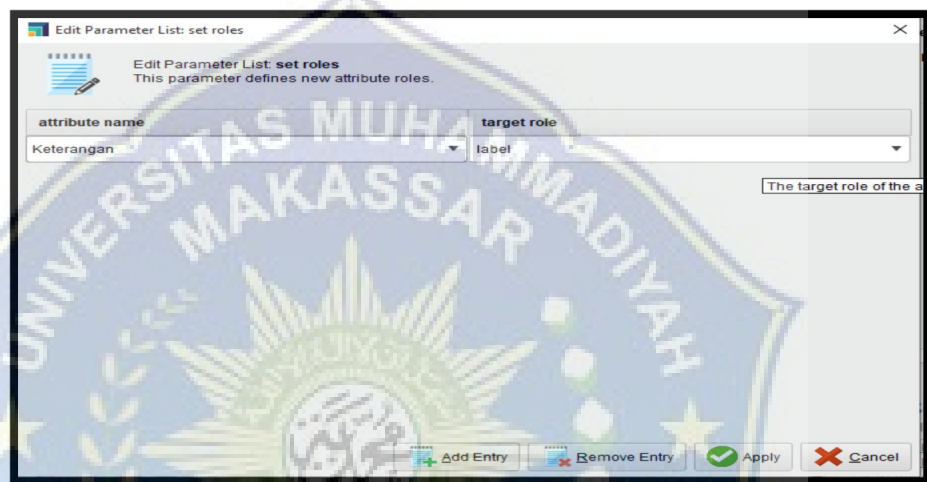 Edit Parameter List: set roles
Edit Parameter List: set roles
This parameter defines new attribute roles.
attribute name target role
Keterangan label
The target role of the a
UNIVERSITAS MUHAMMADIYAH
MAKASSAR
Add Entry Remove Entry Apply Cancel